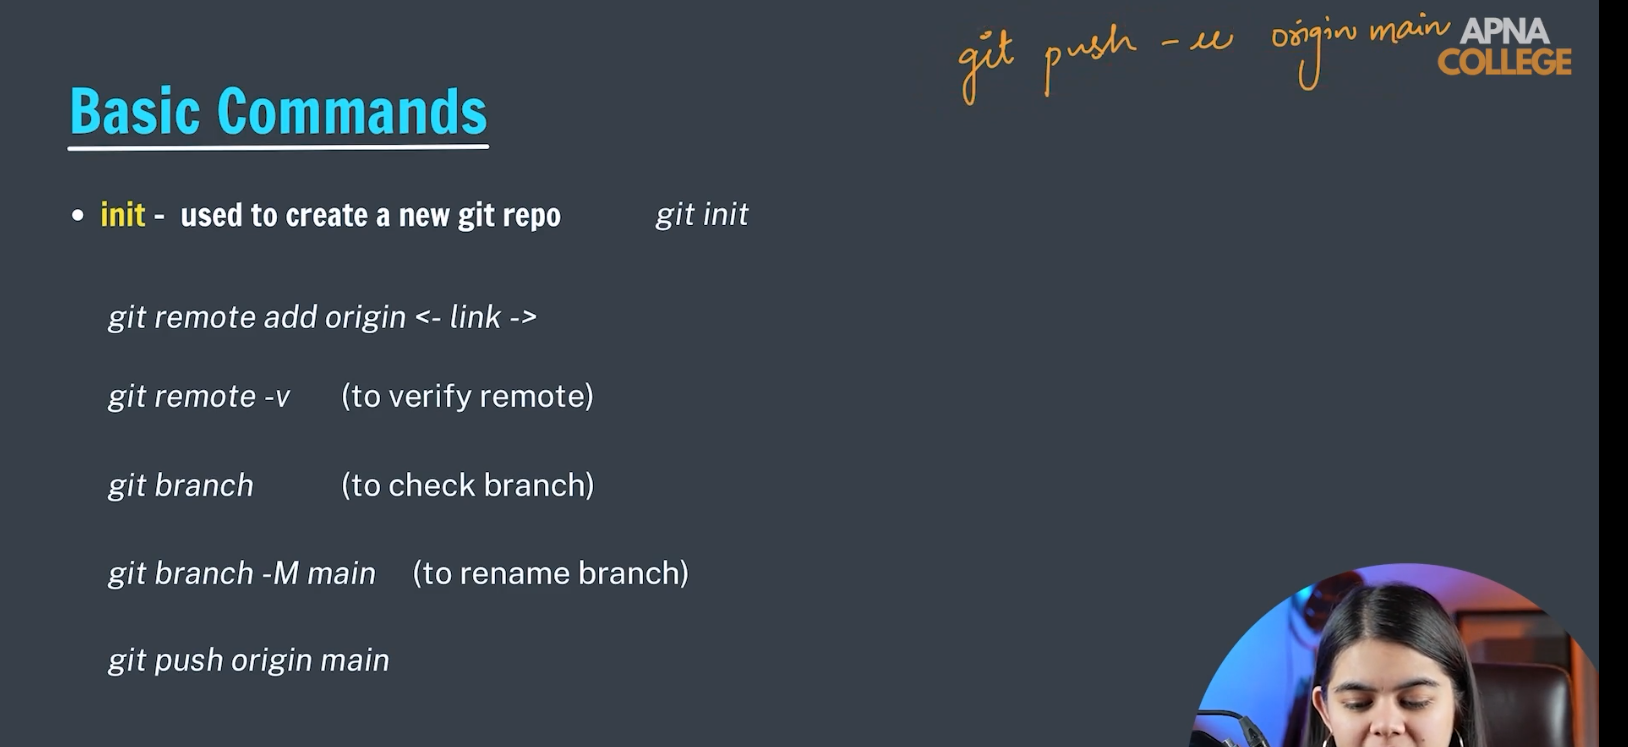 git push -u origin main
APNA
COLLEGE
Basic Commands
• init - used to create a new git repo git init
git remote add origin <- link ->
git remote -v (to verify remote)
git branch (to check branch)
git branch -M main (to rename branch)
git push origin main